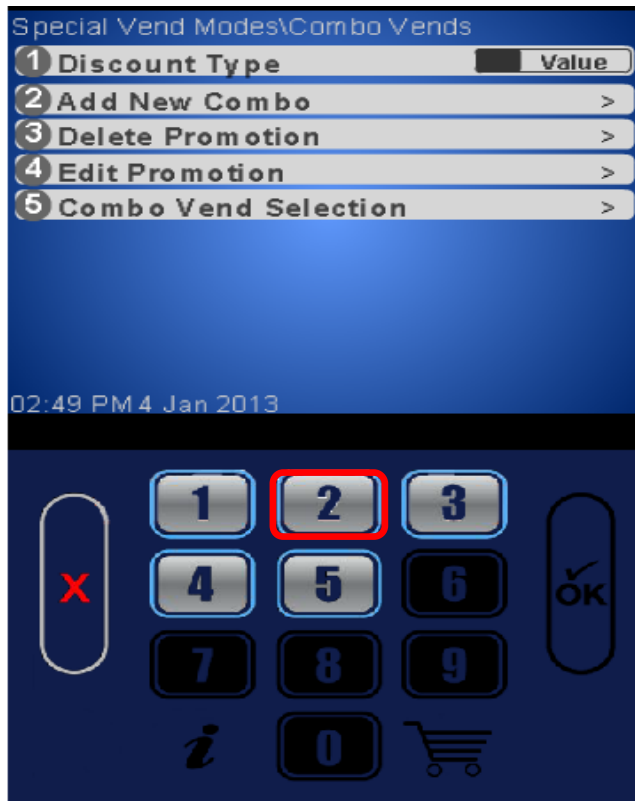 Special Vend Modes\Combo Vends
1 Discount Type Value
2 Add New Combo >
3 Delete Promotion >
4 Edit Promotion >
5 Combo Vend Selection >
02:49 PM 4 Jan 2013
1 2 3
X 4 5 6 OK
7 8 9
i 0